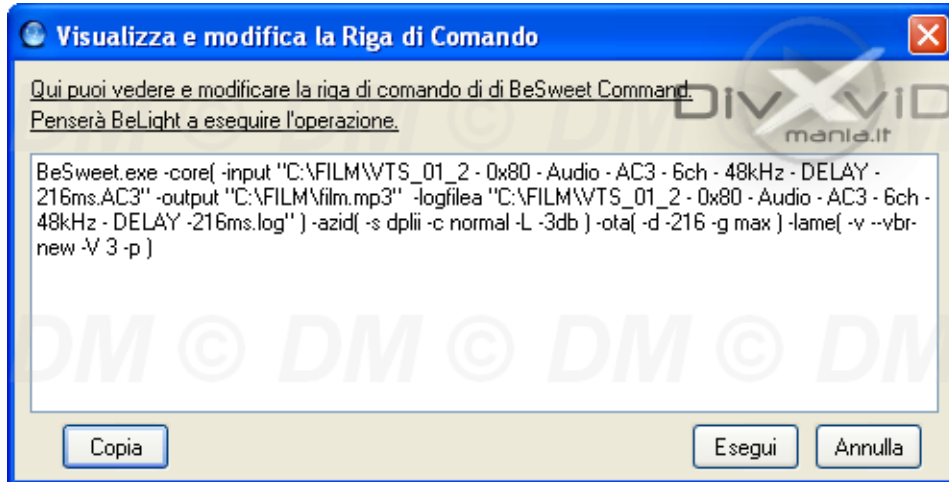 Visualizza e modifica la Riga di Comando
Qui puoi vedere e modificare la riga di comando di di BeSweet Command.
Penserà BeLight a eseguire l'operazione.
DivXviD
mania.it
BeSweet.exe -core( -input "C:\FILM\VTS_01_2 - 0x80 - Audio - AC3 - 6ch - 48kHz - DELAY -
216ms.AC3" -output "C:\FILM\film.mp3" -logfilea "C:\FILM\VTS_01_2 - 0x80 - Audio - AC3 - 6ch -
48kHz - DELAY -216ms.log" ) -azid( -s dplii -c normal -L -3db ) -ota( -d -216 -g max ) -lame( -v --vbr-
new -V 3 -p )
DM © DM © DM © DM
DM © DM © DM © DM
Copia
Esegui
Annulla